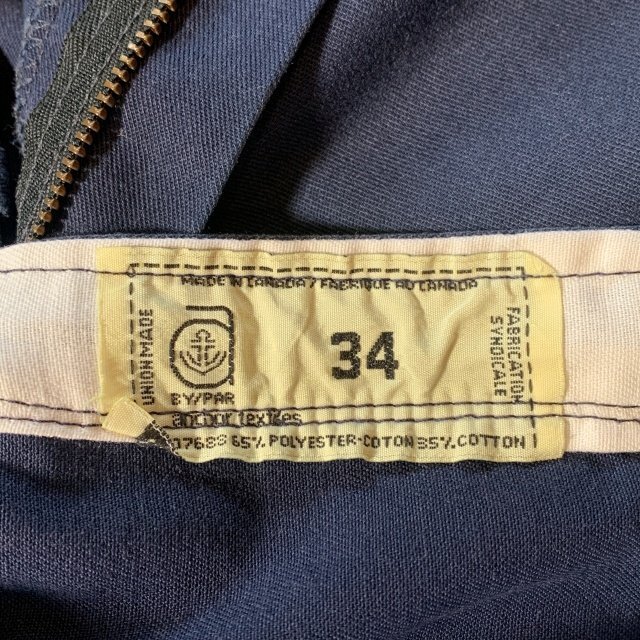 MADE IN CANADA / FABRIQUE AU CANADA
UNION MADE
34
FABRICATION
SYNDICALE
BY/PAR
anchor textiles
07688 65% POLYESTER-COTON 35% COTTON